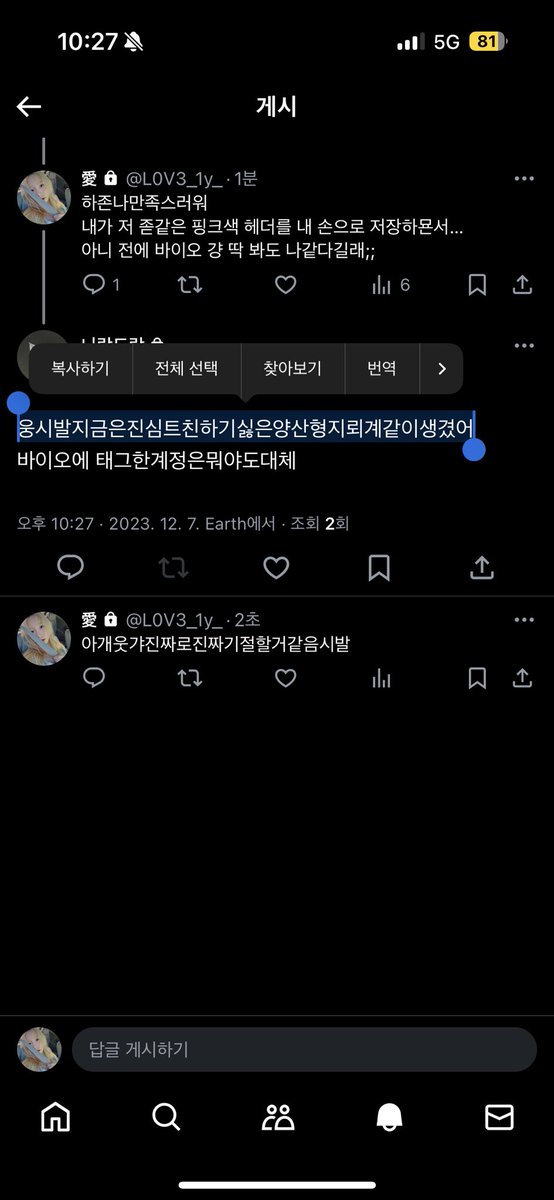 10:27 5G 81
게시
愛 @L0V3_1y_ · 1분
하존나만족스러워
내가 저 좆같은 핑크색 헤더를 내 손으로 저장하묜서...
아니 전에 바이오 걍 딱 봐도 나같다길래;;
1 6
복사하기 전체 선택 찾아보기 번역
웅시발지금은진심트친하기싫은양산형지뢰계같이생겼어
바이오에 태그한계정은뭐야도대체
오후 10:27 · 2023. 12. 7. Earth에서 · 조회 2회
愛 @L0V3_1y_ · 2초
아개웃갸진짜로진짜기절할거같음시발
답글 게시하기